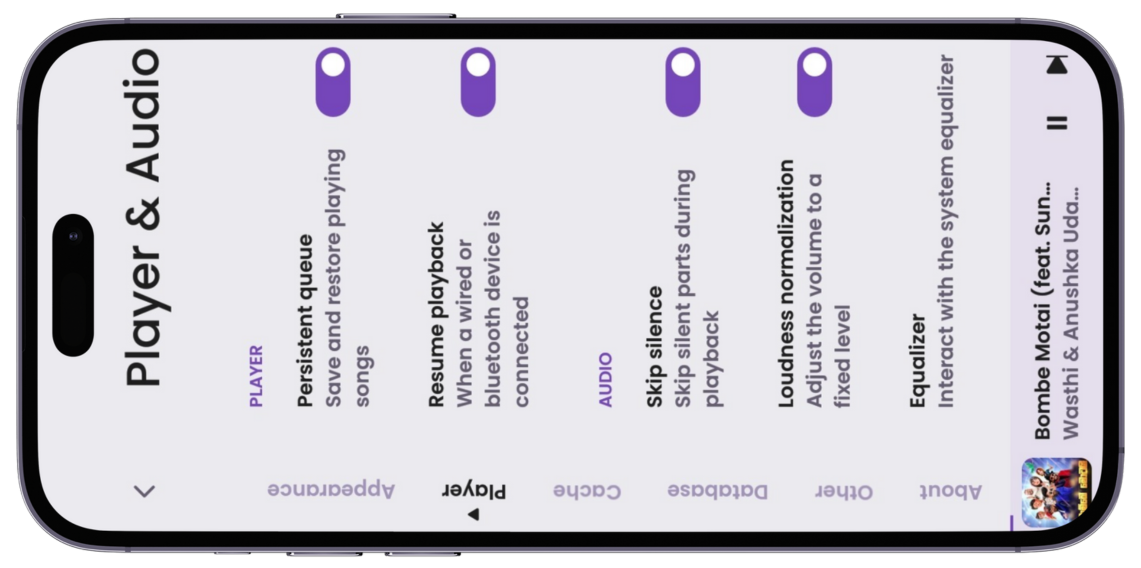 Player & Audio
Appearance
Player
Cache
Database
Other
About
PLAYER
Persistent queue
Save and restore playing
songs
Resume playback
When a wired or
bluetooth device is
connected
AUDIO
Skip silence
Skip silent parts during
playback
Loudness normalization
Adjust the volume to a
fixed level
Equalizer
Interact with the system equalizer
Bombe Motai (feat. Sun...
Wasthi & Anushka Uda...